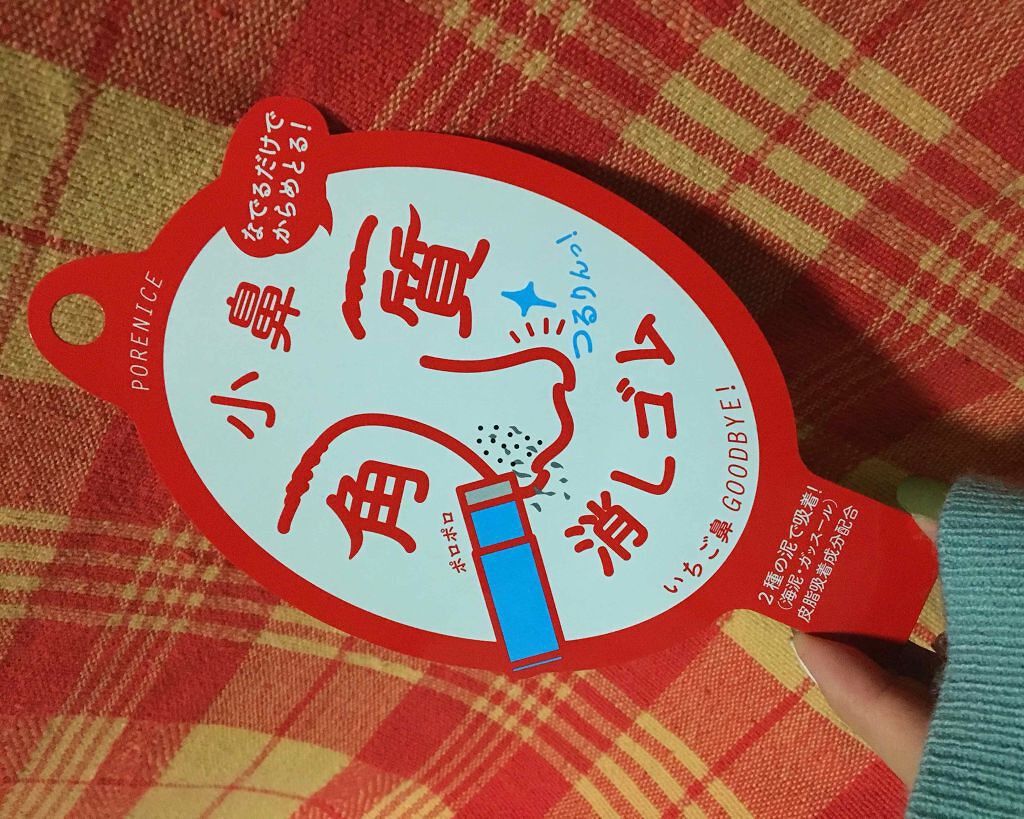 PORENICE
なでるだけで
からめとる！
小鼻
角質
つるりんっ！
ポロポロ
消しゴム
いちご鼻 GOODBYE!
2種の泥で吸着！
（海泥・ガッスール）
皮脂吸着成分配合